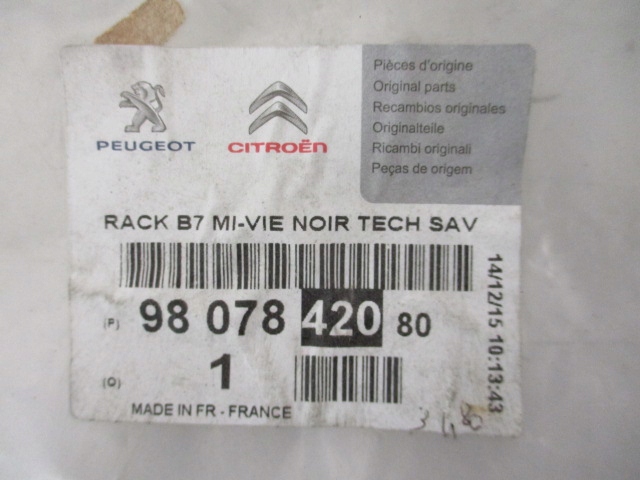 PEUGEOT
CITROËN
Pièces d'origine
Original parts
Recambios originales
Originalteile
Ricambi originali
Peças de origem
RACK B7 MI-VIE NOIR TECH SAV
(P) 98 078 420 80
(Q) 1
MADE IN FR - FRANCE
14/12/15 10:13:43